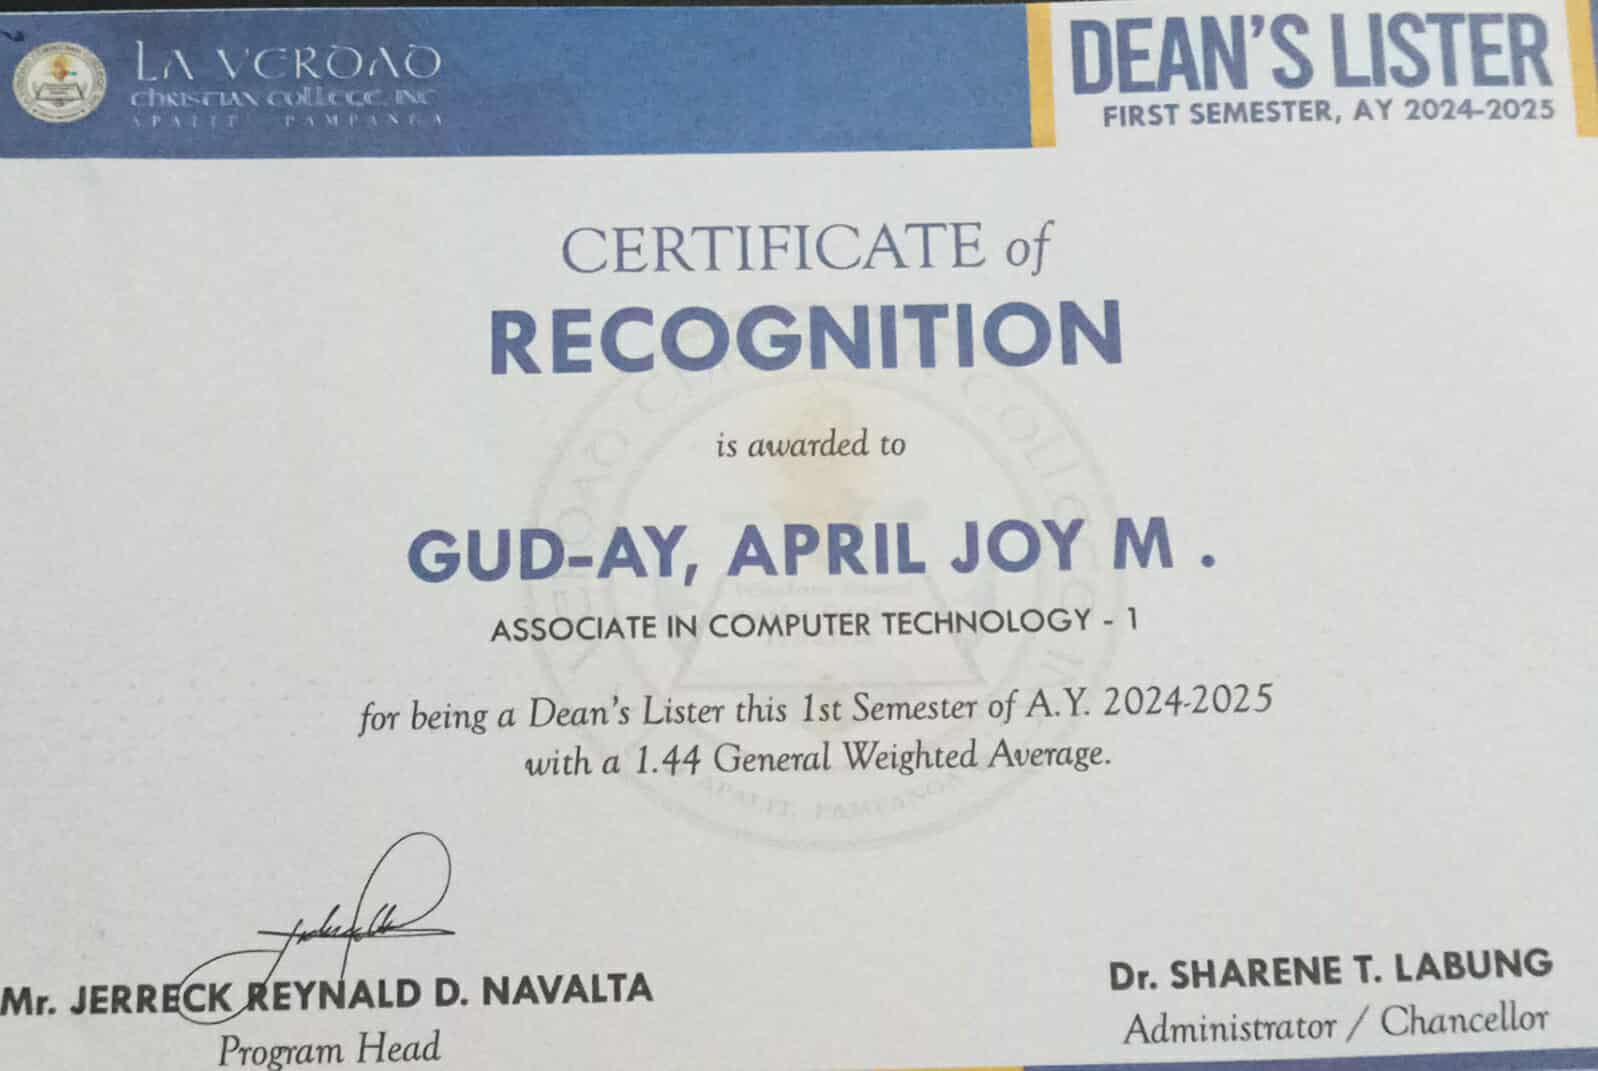 LA VERDAD
CHRISTIAN COLLEGE, INC
APALIT PAMPANGA
DEAN'S LISTER
FIRST SEMESTER, AY 2024-2025
CERTIFICATE of
RECOGNITION
is awarded to
GUD-AY, APRIL JOY M .
ASSOCIATE IN COMPUTER TECHNOLOGY - 1
for being a Dean's Lister this 1st Semester of A.Y. 2024-2025
with a 1.44 General Weighted Average.
APALIT, PAMPANGA
Mr. JERRECK REYNALD D. NAVALTA
Program Head
Dr. SHARENE T. LABUNG
Administrator / Chancellor